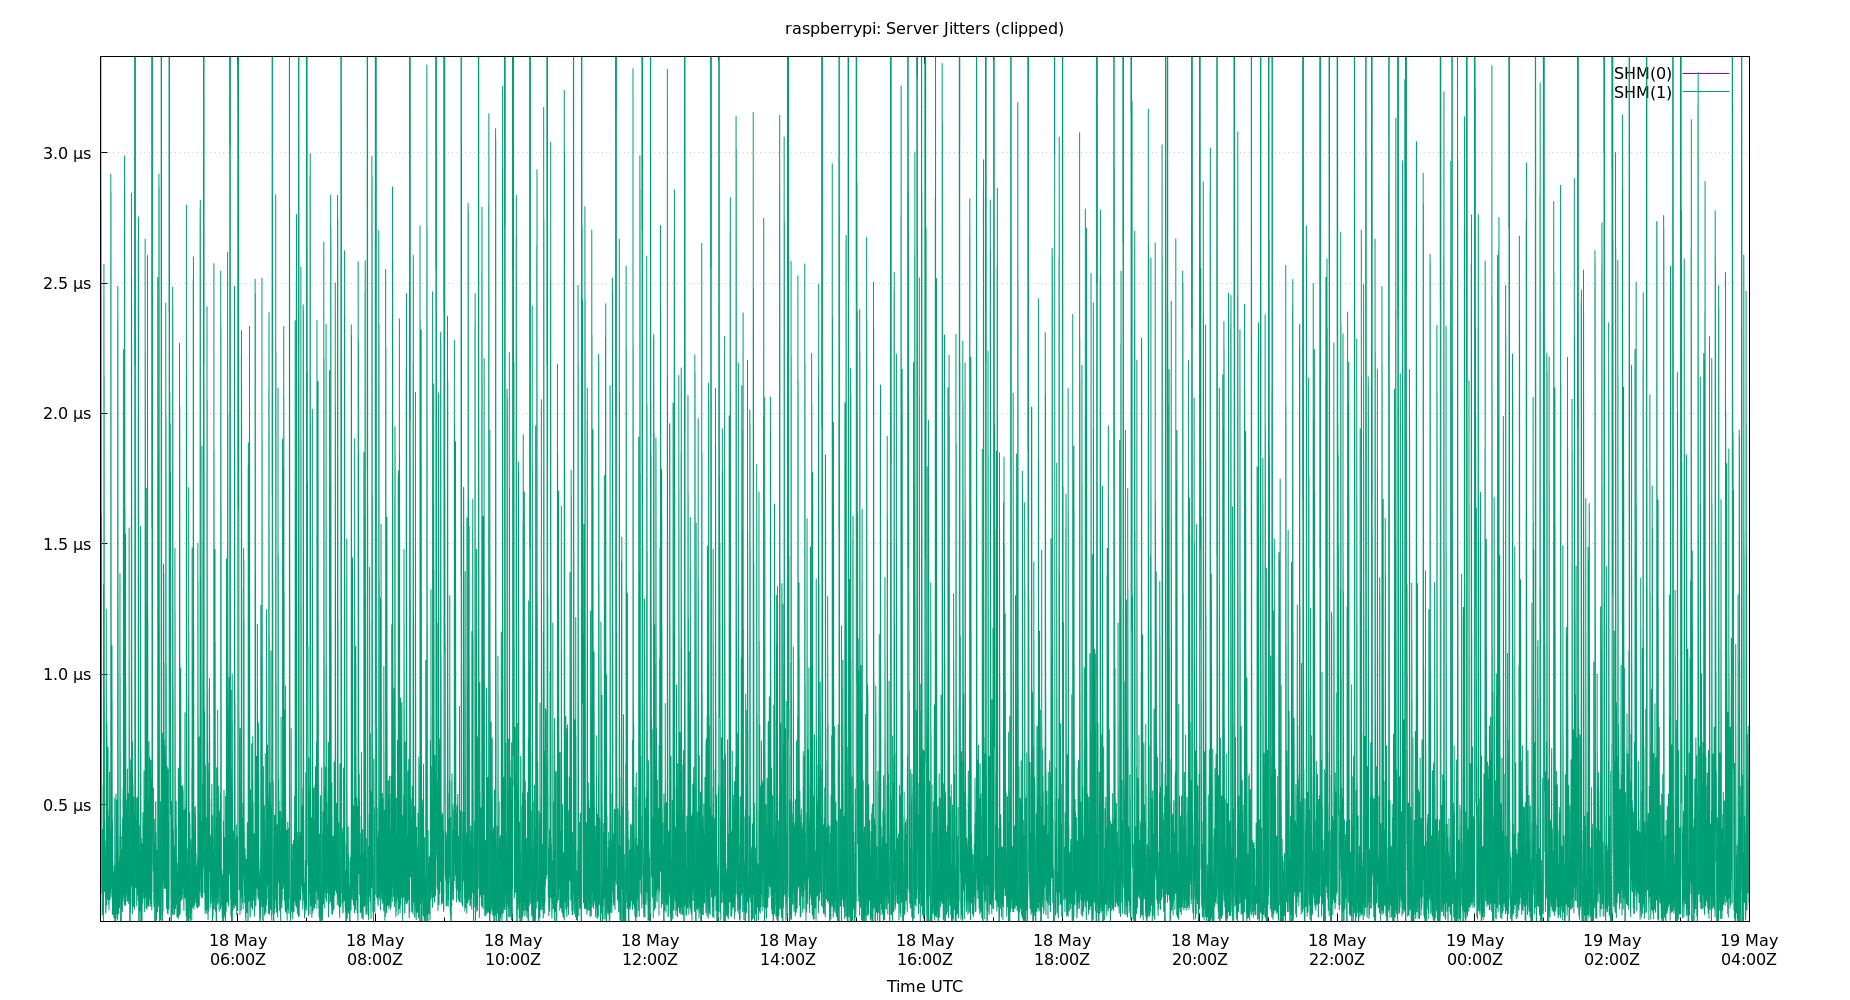 raspberrypi: Server Jitters (clipped)
SHM(0)
SHM(1)
3.0 µs
2.5 µs
2.0 µs
1.5 µs
1.0 µs
0.5 µs
18 May
06:00Z
18 May
08:00Z
18 May
10:00Z
18 May
12:00Z
18 May
14:00Z
18 May
16:00Z
18 May
18:00Z
18 May
20:00Z
18 May
22:00Z
19 May
00:00Z
19 May
02:00Z
19 May
04:00Z
Time UTC